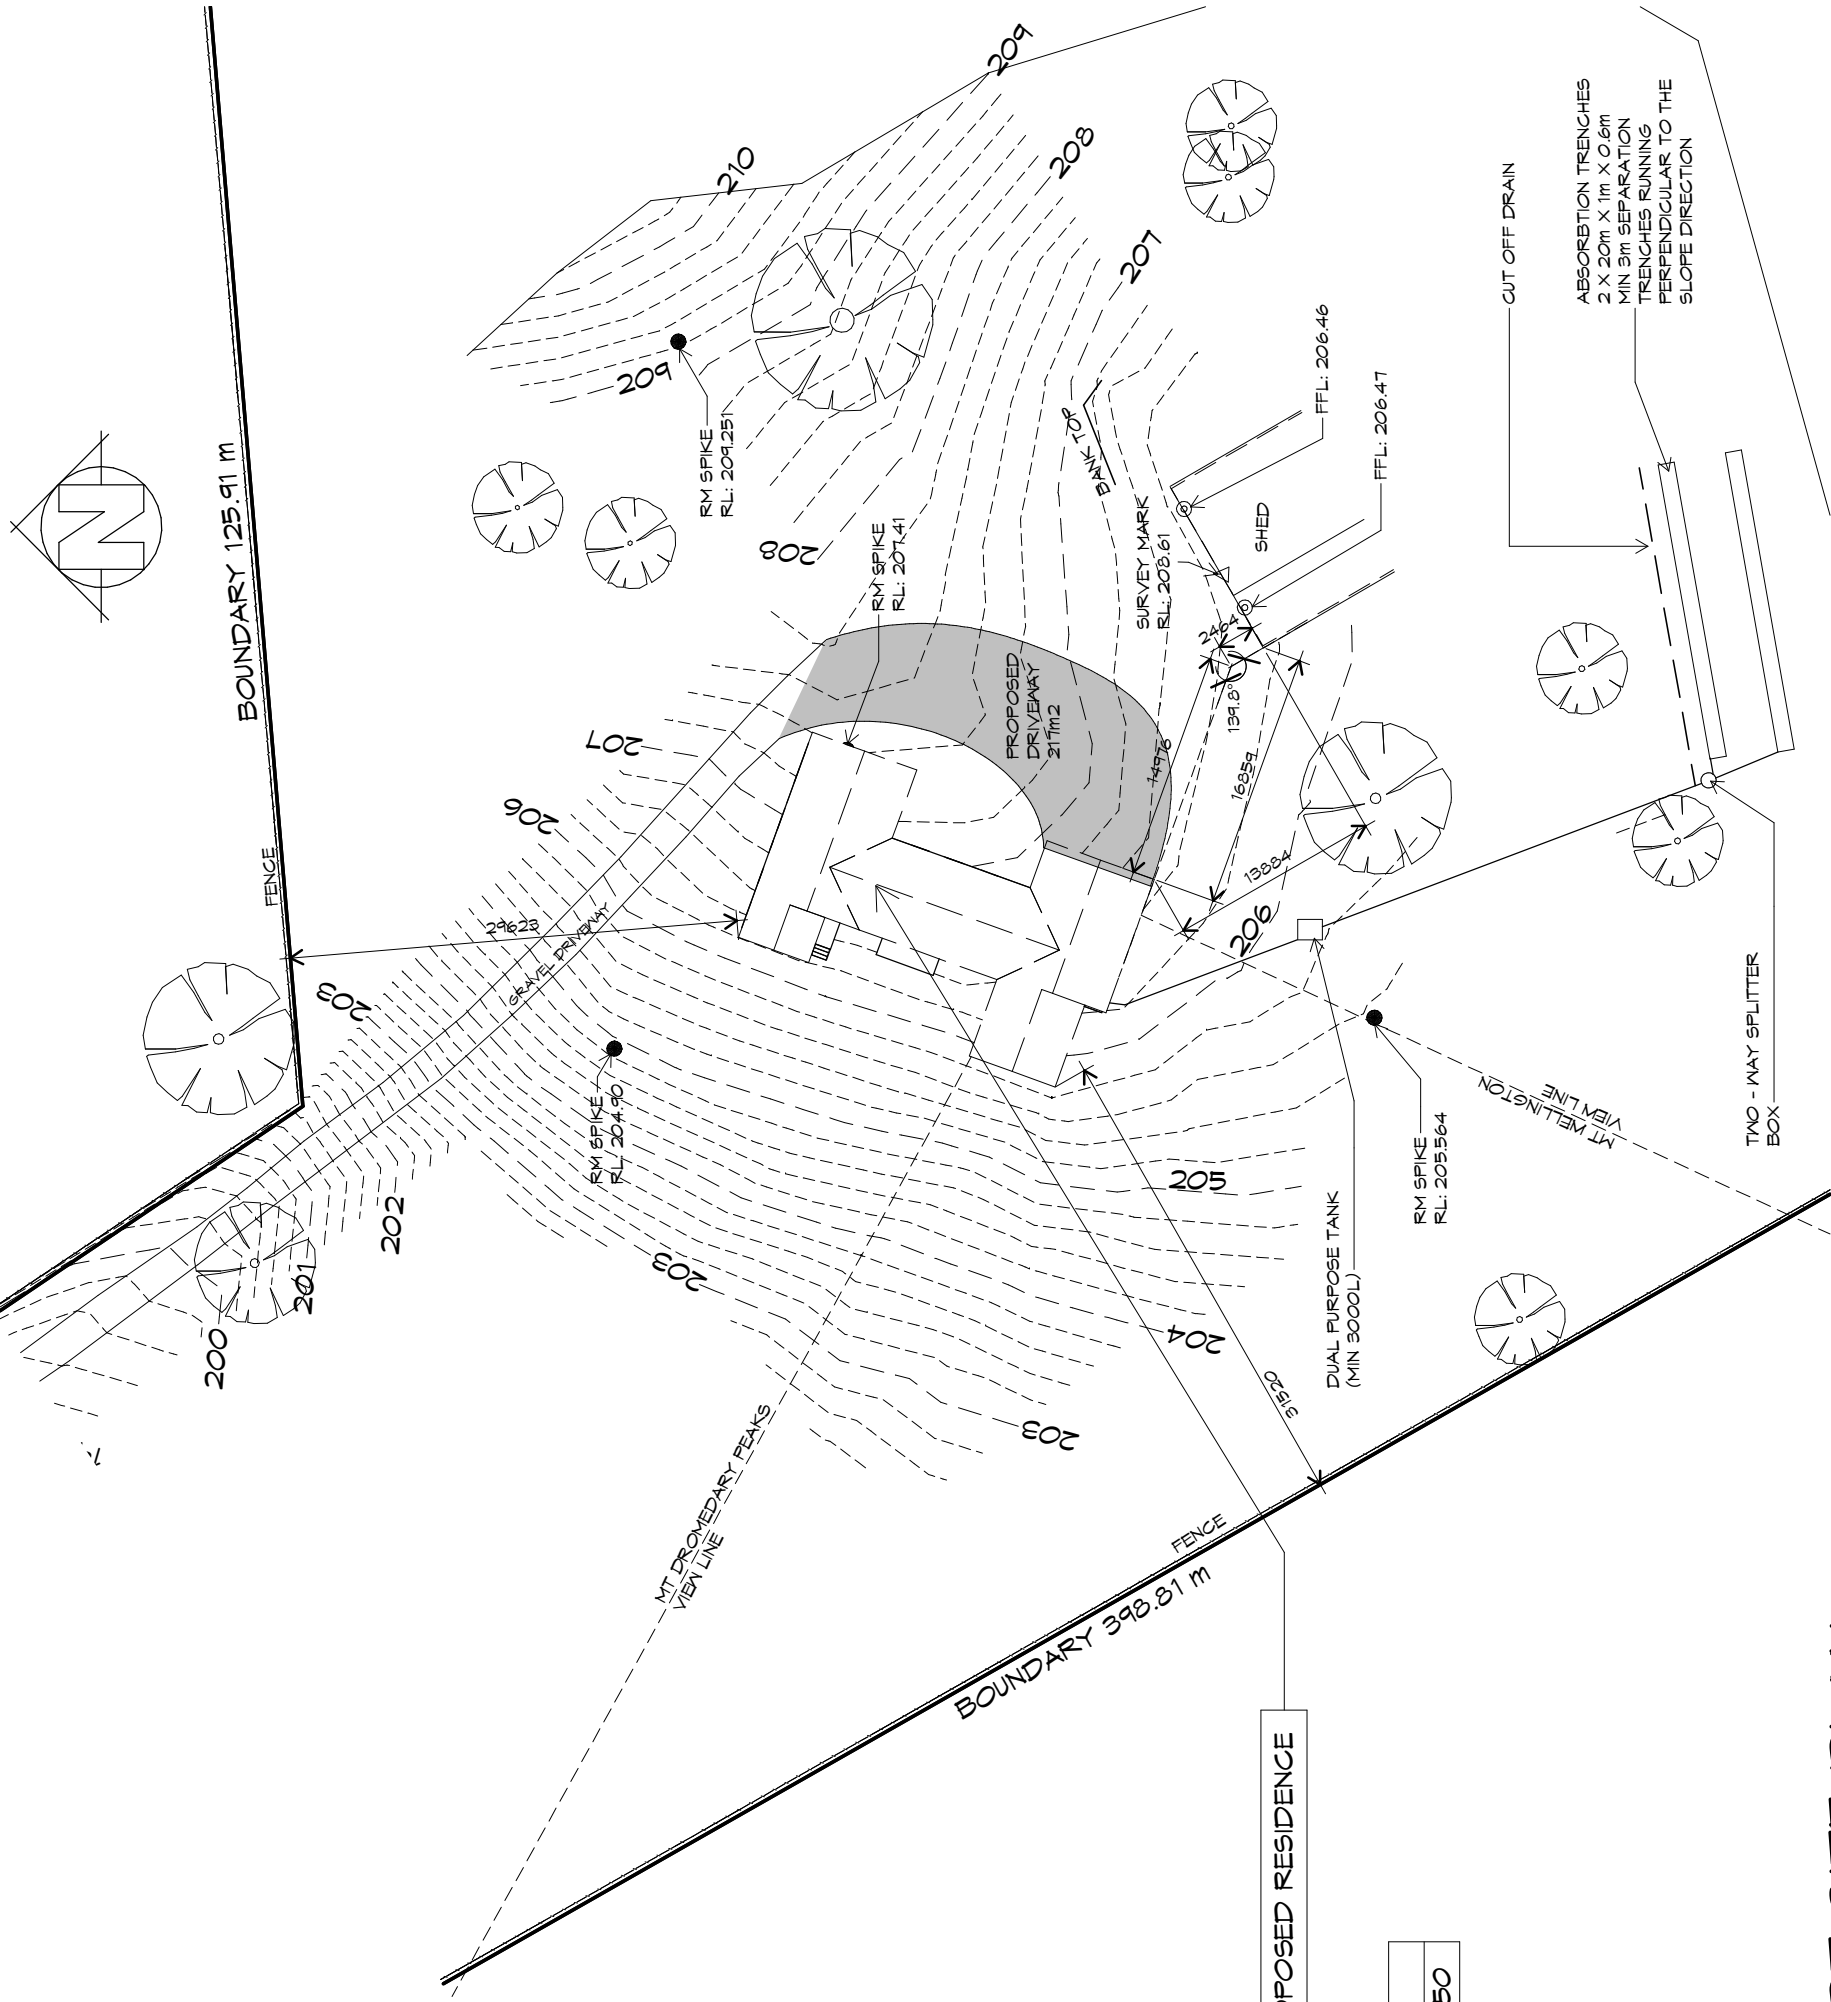 N
BOUNDARY 125.91 m
FENCE
209
210
208
207
209
RM SPIKE
RL: 209.251
208
RM SPIKE
RL: 207.41
BANK TOP
SURVEY MARK
RL: 208.61
SHED
FFL: 206.46
FFL: 206.47
CUT OFF DRAIN
ABSORBTION TRENCHES
2 X 20m X 1m X 0.6m
MIN 3m SEPARATION
TRENCHES RUNNING
PERPENDICULAR TO THE
SLOPE DIRECTION
PROPOSED
DRIVEWAY
217m2
2464
139.8°
14976
16859
13884
207
206
29623
GRAVEL DRIVEWAY
203
206
RM SPIKE
RL: 204.90
202
201
200
203
205
204
203
MT DROMEDARY PEAKS
VIEW LINE
MT WELLINGTON
VIEW LINE
RM SPIKE
RL: 205.564
DUAL PURPOSE TANK
(MIN 3000L)
TWO - WAY SPLITTER
BOX
31520
FENCE
BOUNDARY 398.81 m
POSED RESIDENCE
50